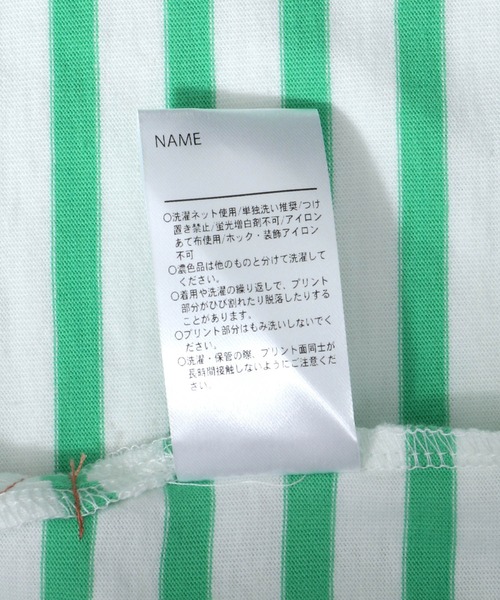 NAME
○洗濯ネット使用/単独洗い推奨/つけ
置き禁止/蛍光増白剤不可/アイロン
あて布使用/ホック・装飾アイロン
不可
○濃色品は他のものと分けて洗濯して
ください。
○着用や洗濯の繰り返しで、プリント
部分がひび割れたり脱落したりする
ことがあります。
○プリント部分はもみ洗いしないでく
ださい。
○洗濯・保管の際、プリント面同士が
長時間接触しないようにご注意くだ
さい。